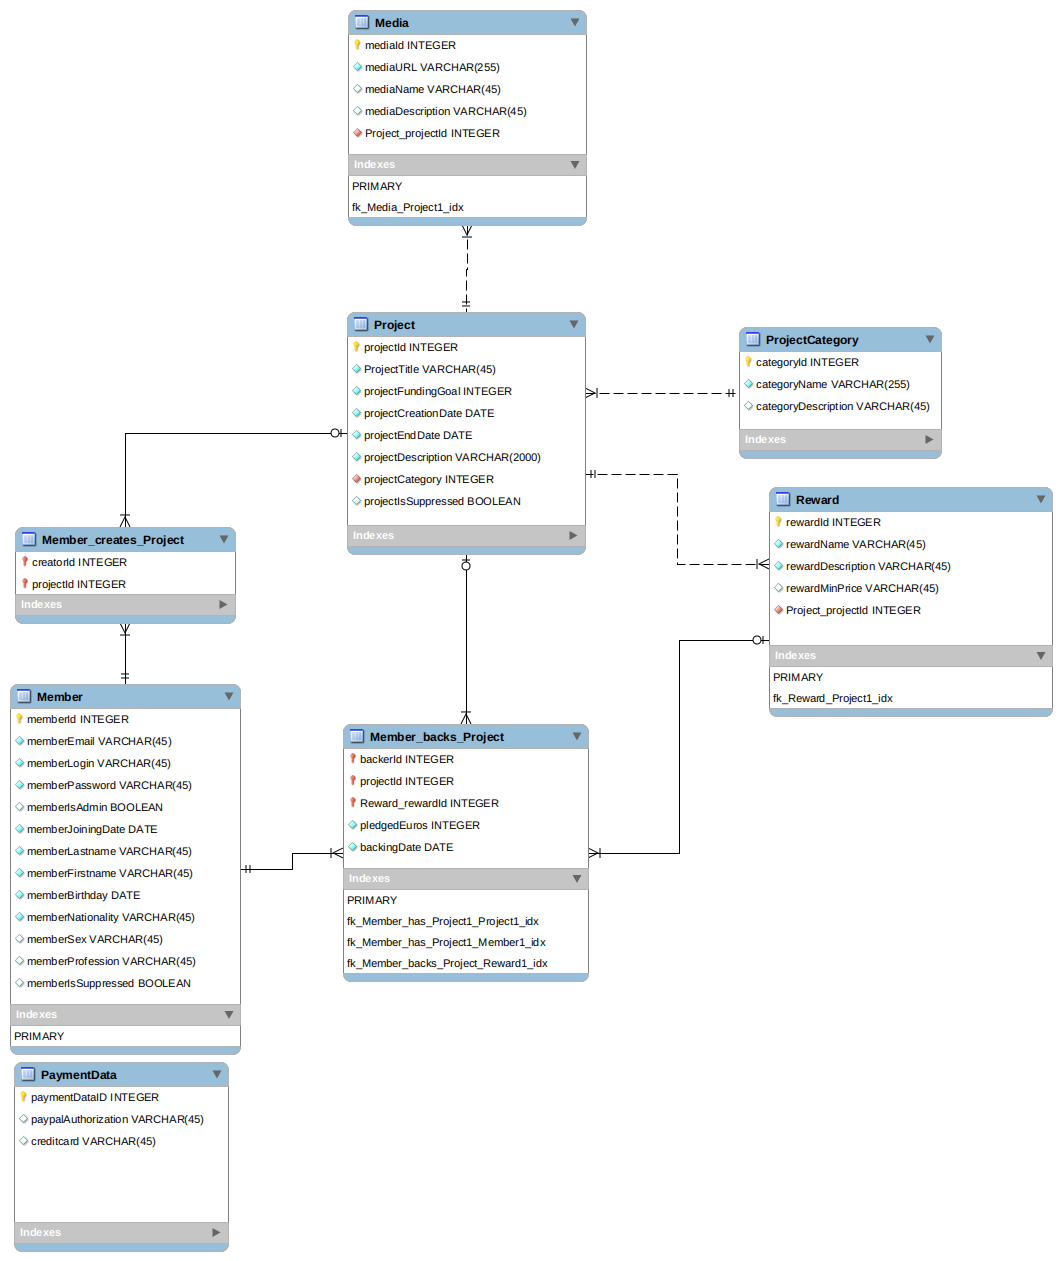 Media
mediaId INTEGER
mediaURL VARCHAR(255)
mediaName VARCHAR(45)
mediaDescription VARCHAR(45)
Project_projectId INTEGER
Indexes
PRIMARY
fk_Media_Project1_idx
Project
projectId INTEGER
ProjectTitle VARCHAR(45)
projectFundingGoal INTEGER
projectCreationDate DATE
projectEndDate DATE
projectDescription VARCHAR(2000)
projectCategory INTEGER
projectIsSuppressed BOOLEAN
Indexes
ProjectCategory
categoryId INTEGER
categoryName VARCHAR(255)
categoryDescription VARCHAR(45)
Indexes
Reward
rewardId INTEGER
rewardName VARCHAR(45)
rewardDescription VARCHAR(45)
rewardMinPrice VARCHAR(45)
Project_projectId INTEGER
Indexes
PRIMARY
fk_Reward_Project1_idx
Member_creates_Project
creatorId INTEGER
projectId INTEGER
Indexes
Member
memberId INTEGER
memberEmail VARCHAR(45)
memberLogin VARCHAR(45)
memberPassword VARCHAR(45)
memberIsAdmin BOOLEAN
memberJoiningDate DATE
memberLastname VARCHAR(45)
memberFirstname VARCHAR(45)
memberBirthday DATE
memberNationality VARCHAR(45)
memberSex VARCHAR(45)
memberProfession VARCHAR(45)
memberIsSuppressed BOOLEAN
Indexes
PRIMARY
Member_backs_Project
backerId INTEGER
projectId INTEGER
Reward_rewardId INTEGER
pledgedEuros INTEGER
backingDate DATE
Indexes
PRIMARY
fk_Member_has_Project1_Project1_idx
fk_Member_has_Project1_Member1_idx
fk_Member_backs_Project_Reward1_idx
PaymentData
paymentDataID INTEGER
paypalAuthorization VARCHAR(45)
creditcard VARCHAR(45)
Indexes